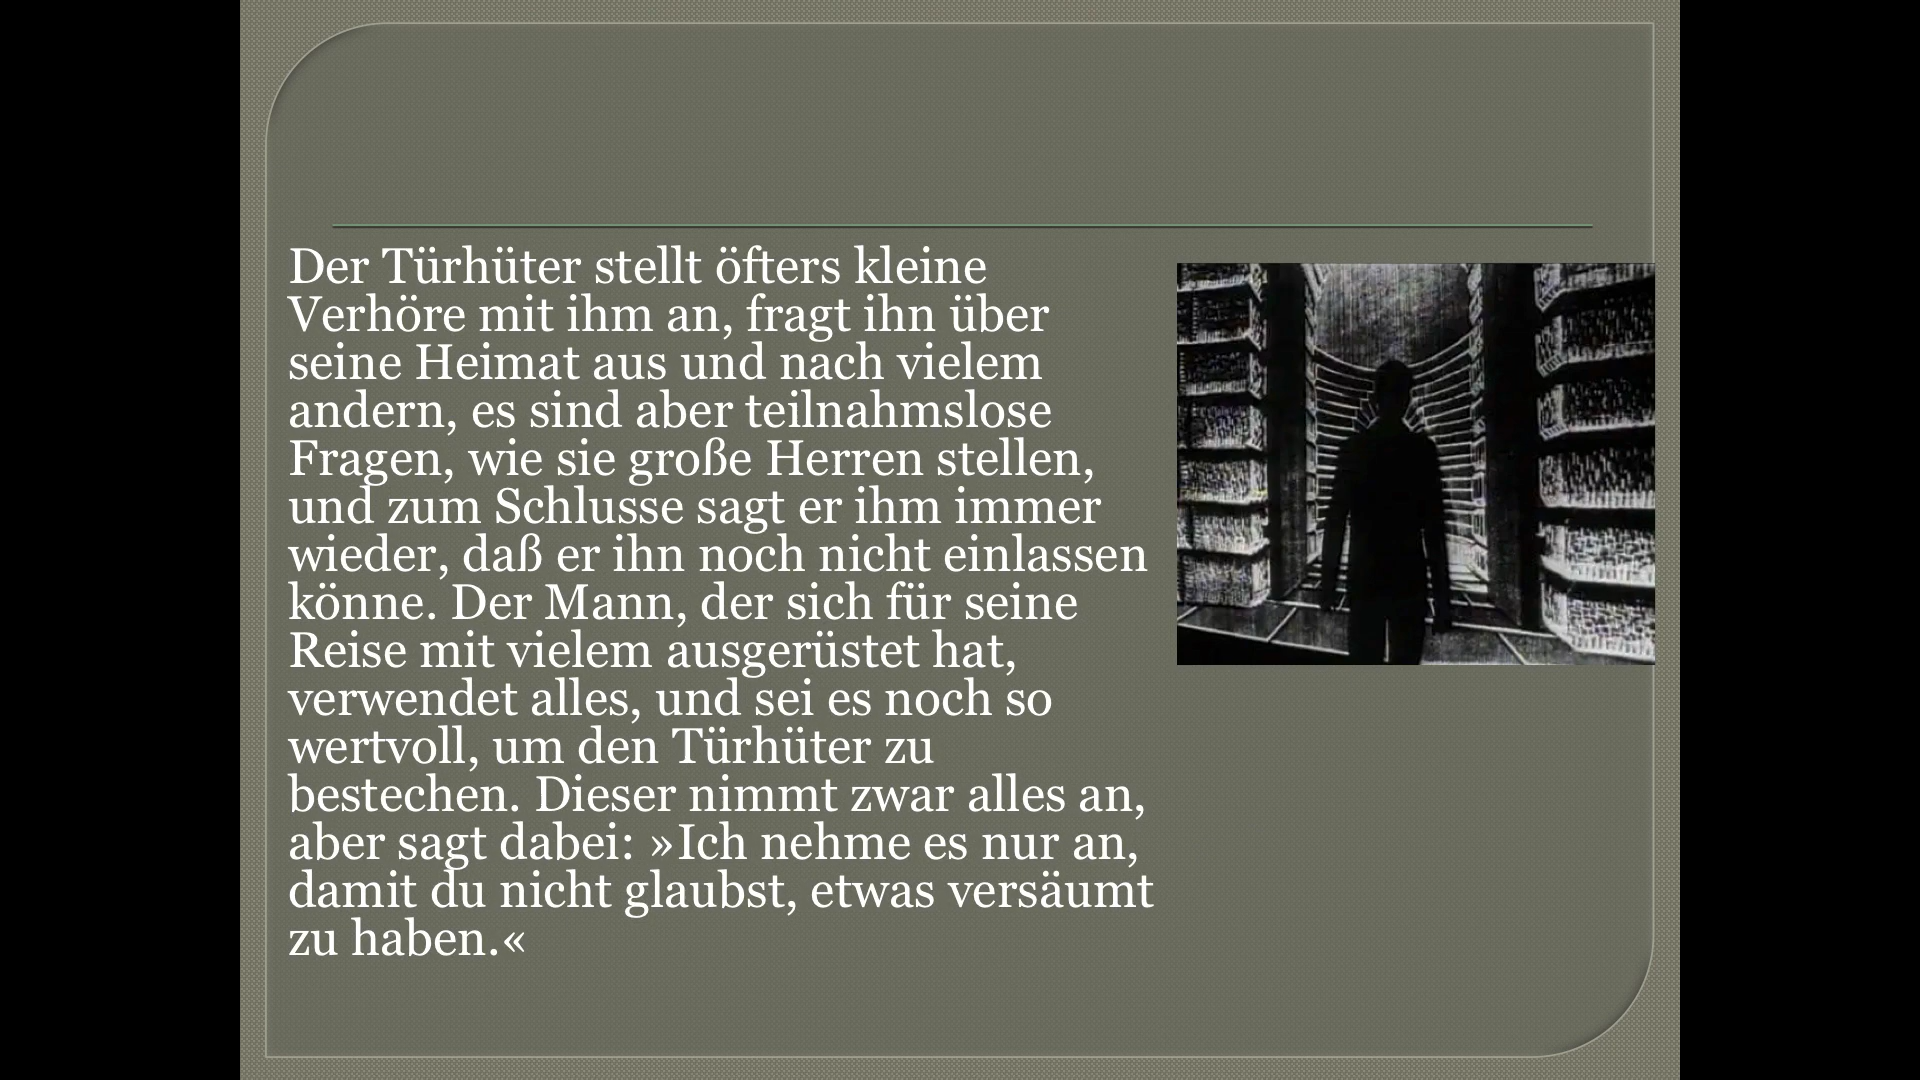 Der Türhüter stellt öfters kleine
Verhöre mit ihm an, fragt ihn über
seine Heimat aus und nach vielem
andern, es sind aber teilnahmslose
Fragen, wie sie große Herren stellen,
und zum Schlusse sagt er ihm immer
wieder, daß er ihn noch nicht einlassen
könne. Der Mann, der sich für seine
Reise mit vielem ausgerüstet hat,
verwendet alles, und sei es noch so
wertvoll, um den Türhüter zu
bestechen. Dieser nimmt zwar alles an,
aber sagt dabei: »Ich nehme es nur an,
damit du nicht glaubst, etwas versäumt
zu haben.«